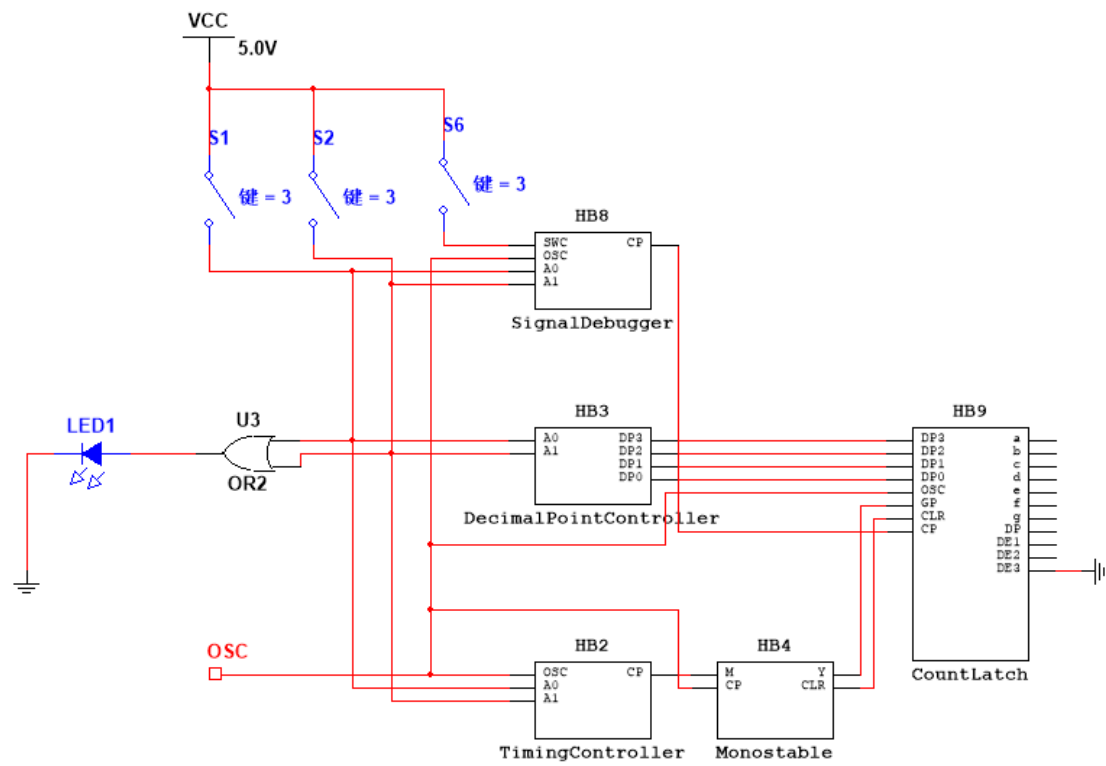 VCC
5.0V
S1
S2
S6
键 = 3
键 = 3
键 = 3
HB8
SWC
OSC
A0
A1
CP
SignalDebugger
LED1
U3
OR2
HB3
A0
A1
DP3
DP2
DP1
DP0
DecimalPointController
HB9
DP3
DP2
DP1
DP0
OSC
GP
CLR
CP
a
b
c
d
e
f
g
DP
DE1
DE2
DE3
CountLatch
OSC
HB2
OSC
A0
A1
CP
TimingController
HB4
M
CP
Y
CLR
Monostable